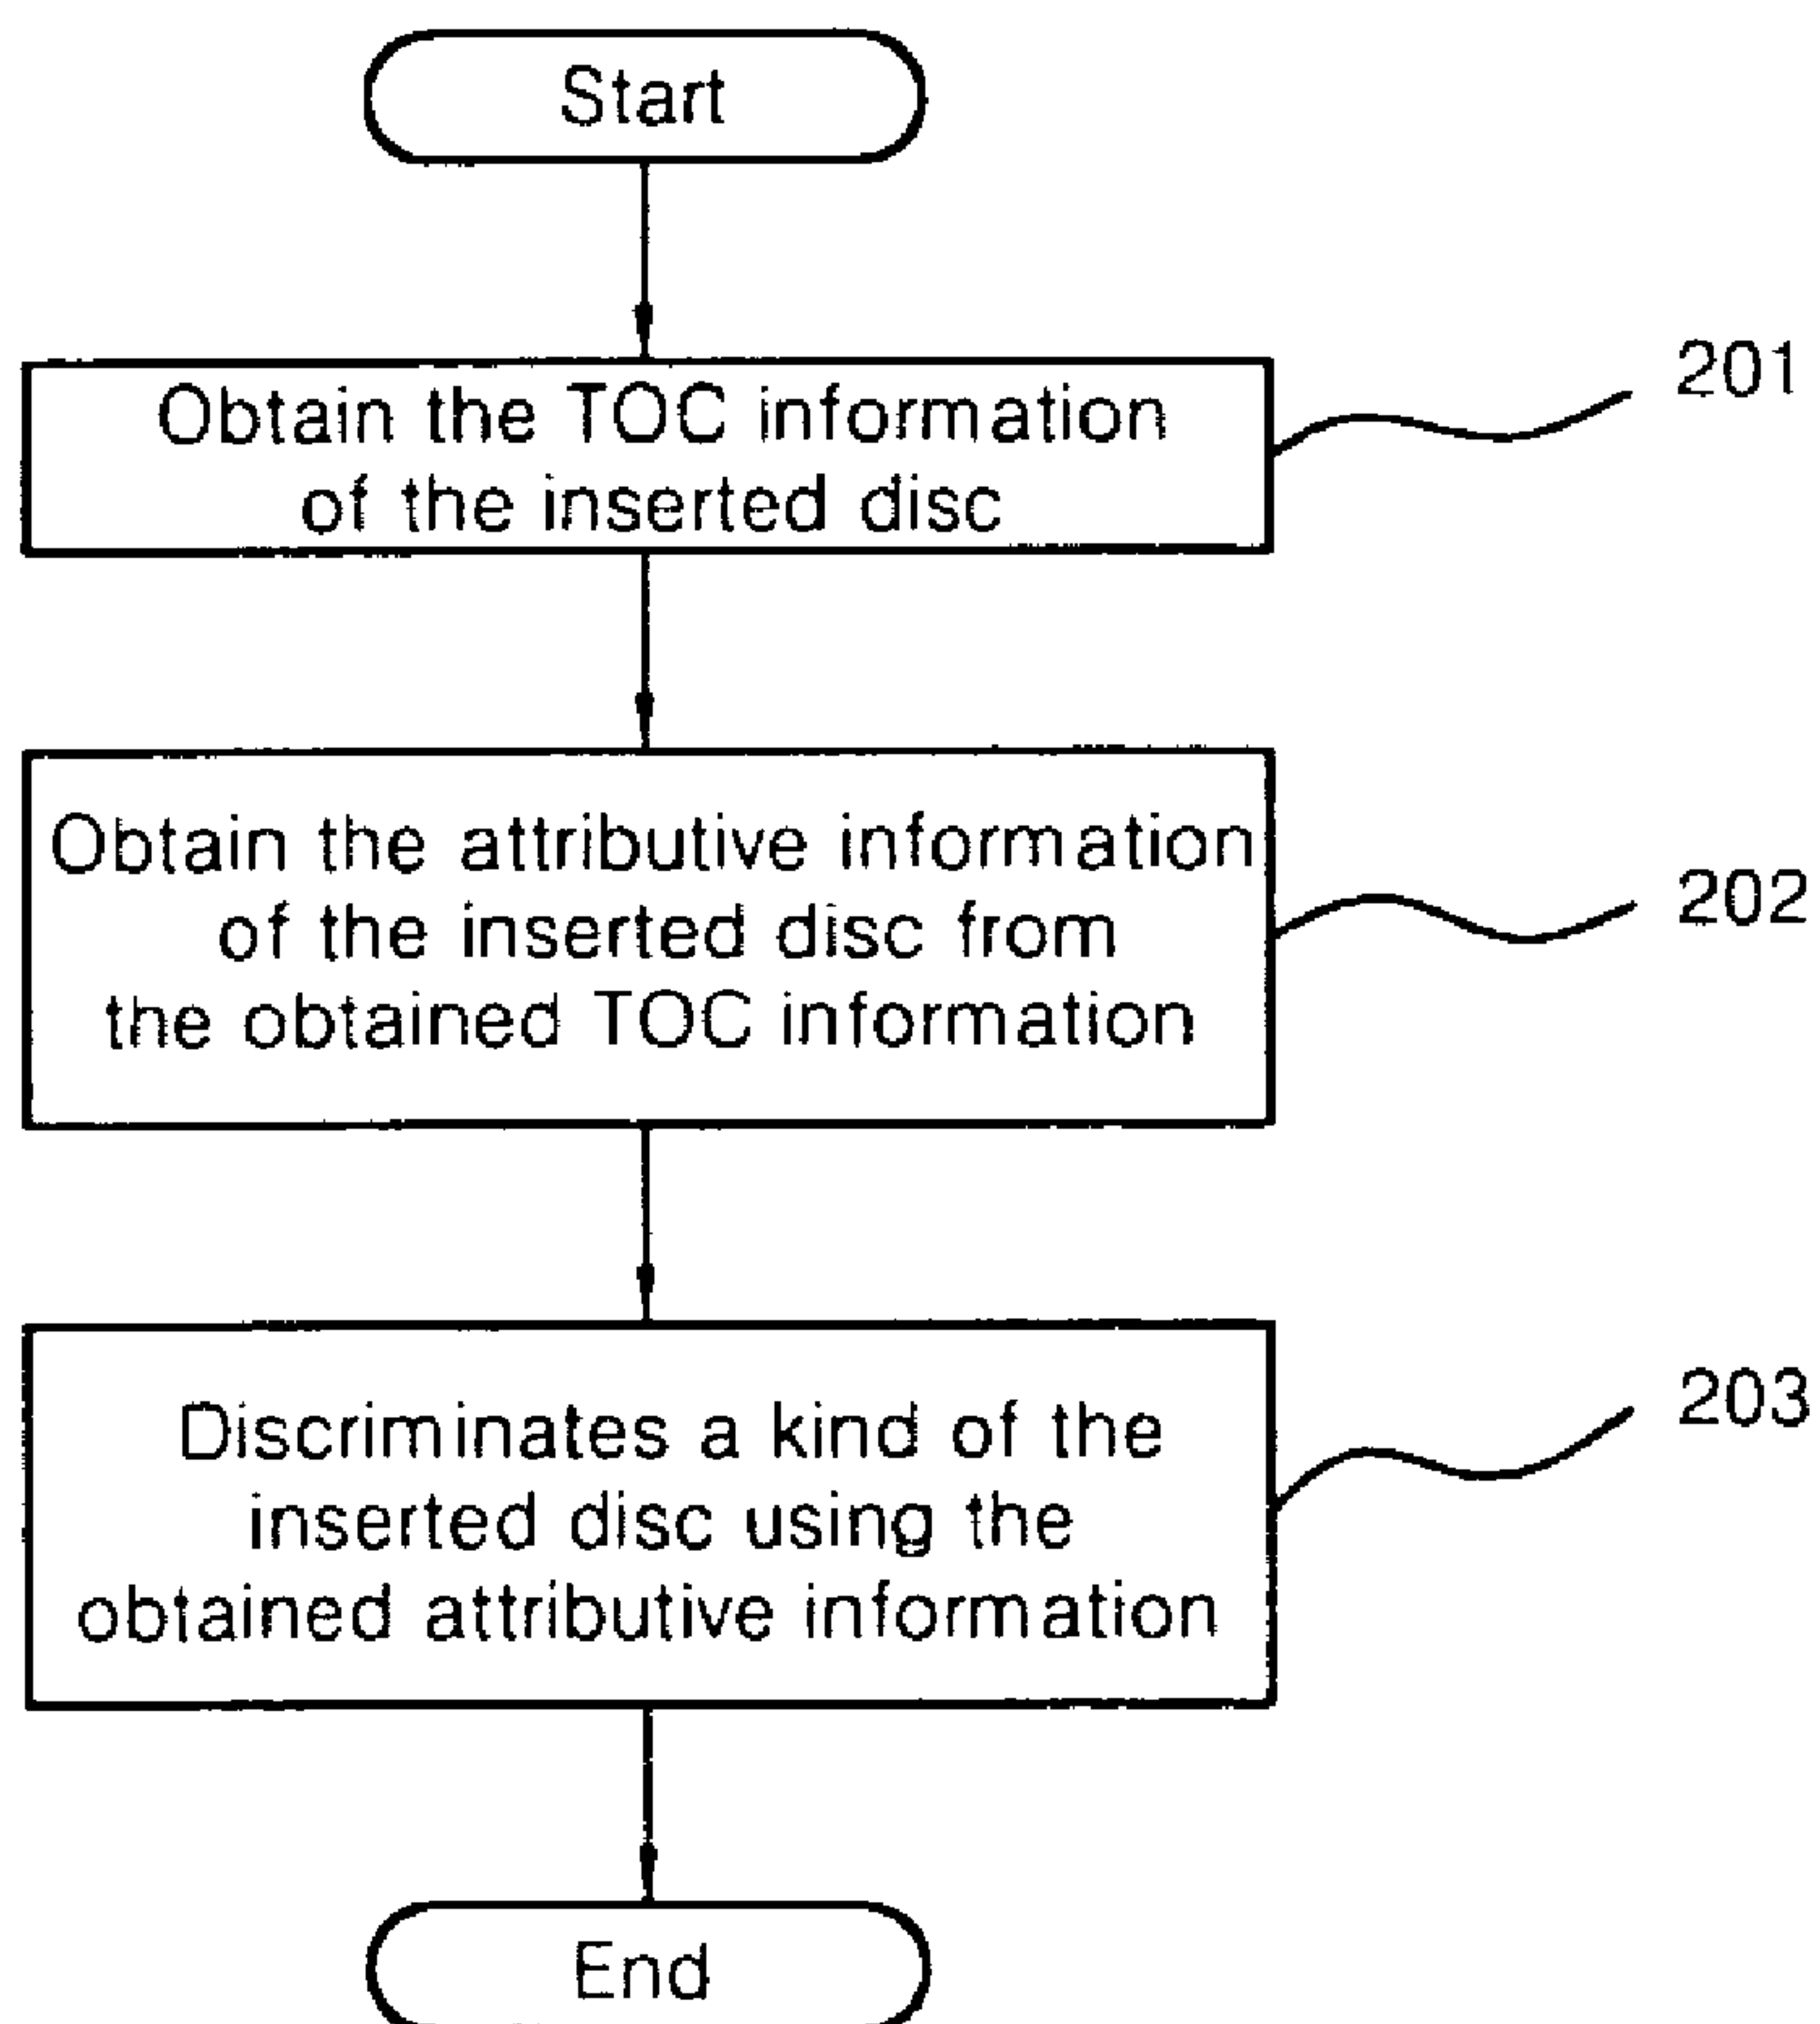 Start
Obtain the TOC information
of the inserted disc
201
Obtain the attributive information
of the inserted disc from
the obtained TOC information
202
Discriminates a kind of the
inserted disc using the
obtained attributive information
203
End